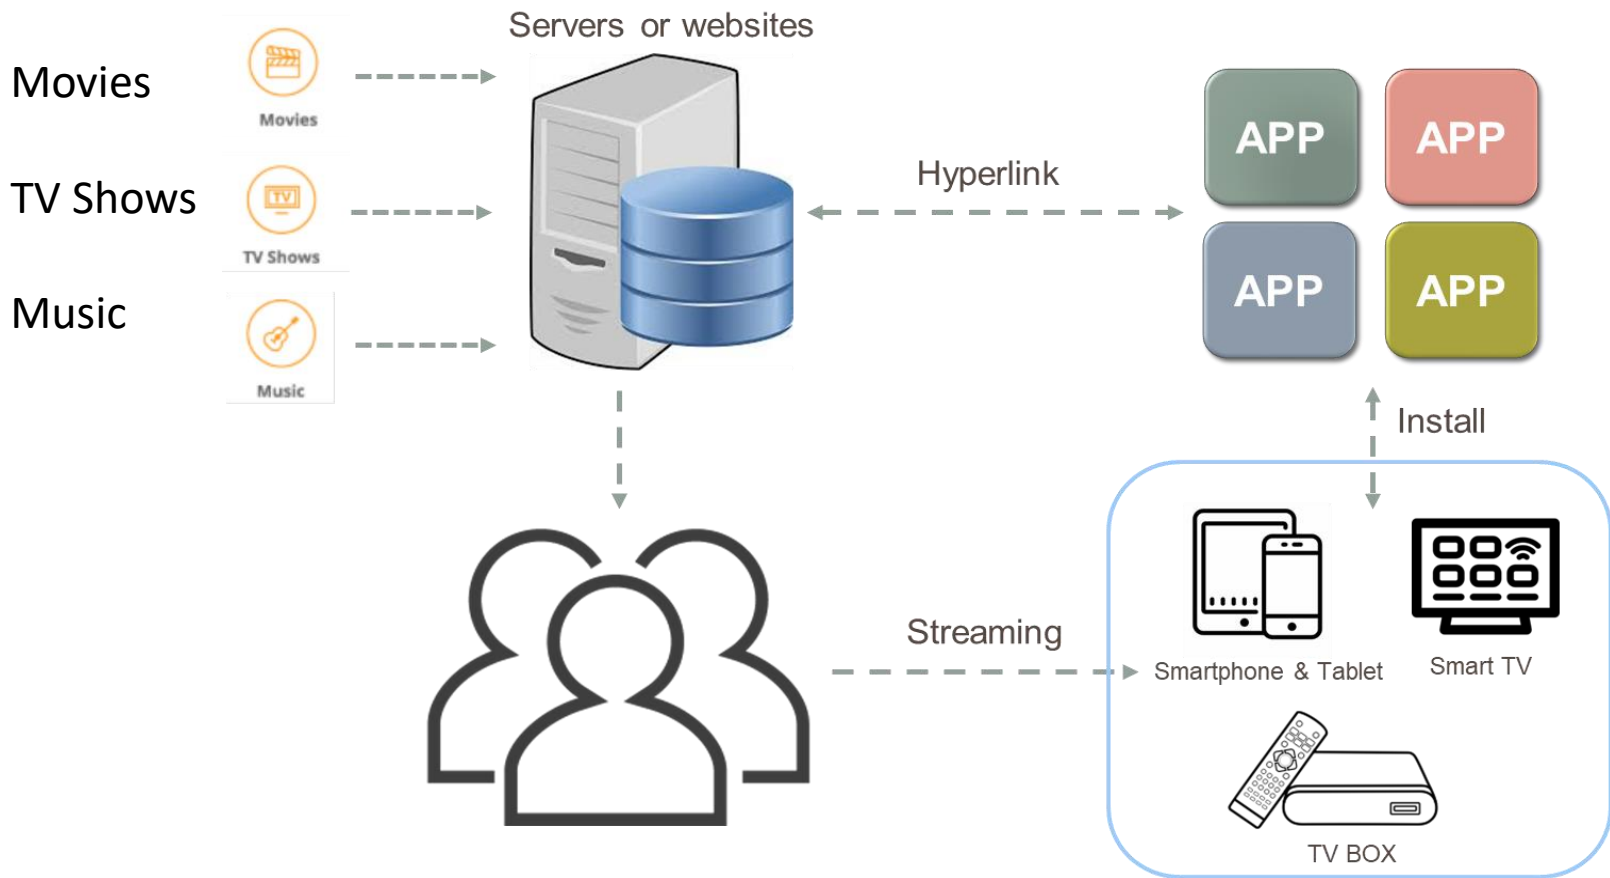 Servers or websites
Movies
Movies
TV Shows
TV
TV Shows
Music
Music
Hyperlink
APP
APP
APP
APP
Install
Streaming
Smartphone & Tablet
Smart TV
TV BOX